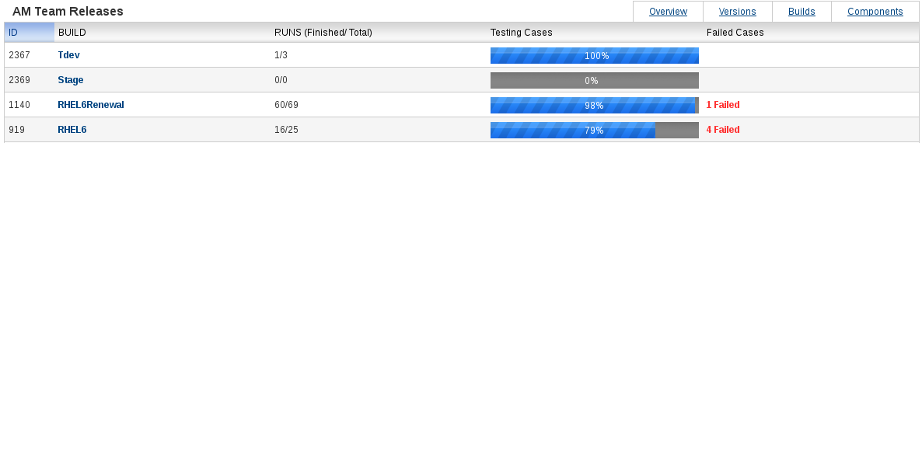 AM Team Releases Overview Versions Builds Components
ID BUILD RUNS (Finished/ Total) Testing Cases Failed Cases
2367 Tdev 1/3 100%
2369 Stage 0/0 0%
1140 RHEL6Renewal 60/69 98% 1 Failed
919 RHEL6 16/25 79% 4 Failed